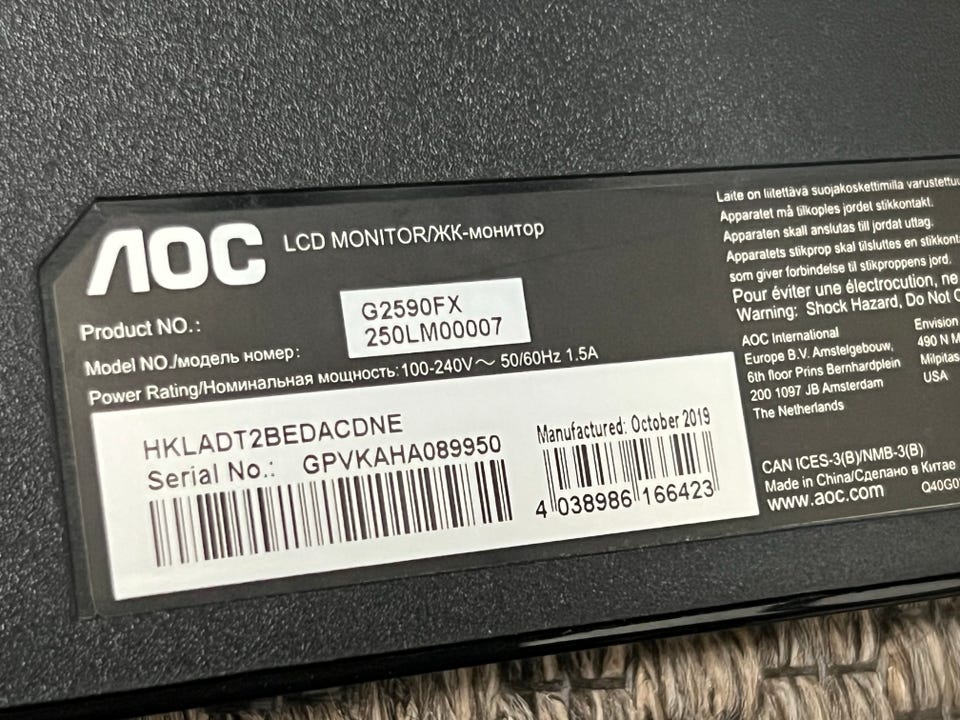 AOC LCD MONITOR/ЖК-монитор
Product NO.: G2590FX
Model NO./модель номер: 250LM00007
Power Rating/Номинальная мощность: 100-240V～ 50/60Hz 1.5A
HKLADT2BEDACDNE
Serial No.: GPVKAHA089950
Manufactured: October 2019
4 038986 166423
Laite on liitettävä suojakoskettimilla varustettuu
Apparatet må tilkoples jordet stikkontakt.
Apparaten skall anslutas till jordat uttag.
Apparatets stikprop skal tilsluttes en stikkont
som giver forbindelse til stikproppens jord.
Pour éviter une électrocution, ne
Warning: Shock Hazard, Do Not
AOC International
Europe B.V. Amstelgebouw,
6th floor Prins Bernhardplein
200 1097 JB Amsterdam
The Netherlands
Envision
490 N M
Milpitas
USA
CAN ICES-3(B)/NMB-3(B)
Made in China/Сделано в Китае
www.aoc.com
Q40G0